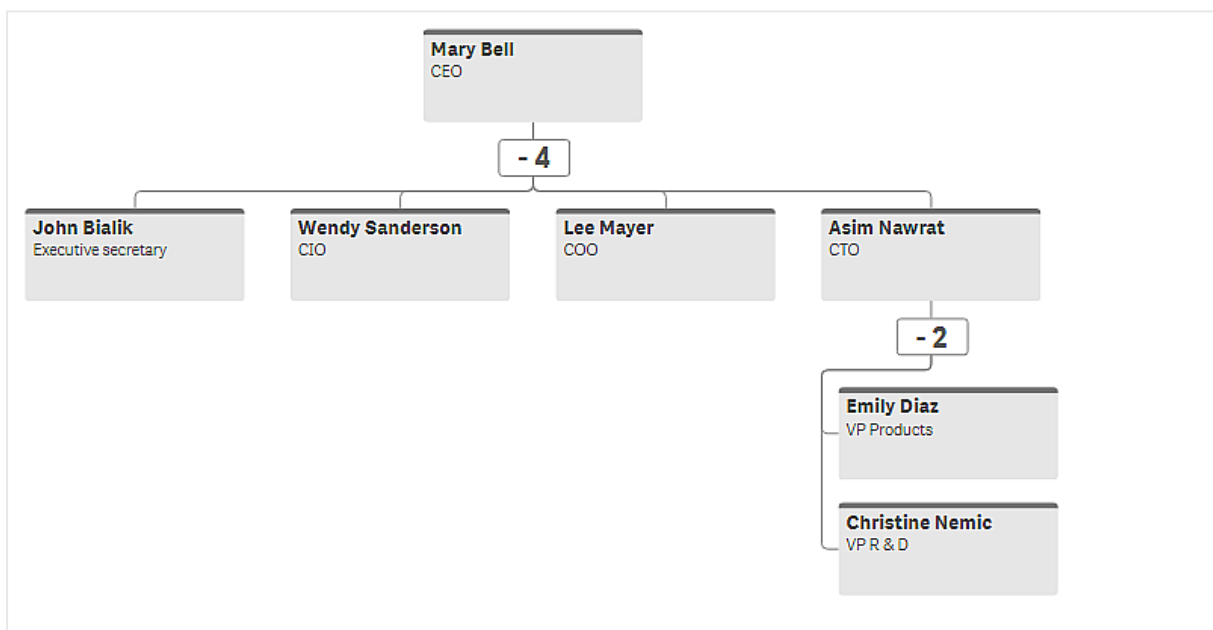 Mary Bell
CEO
- 4
John Bialik
Executive secretary
Wendy Sanderson
CIO
Lee Mayer
COO
Asim Nawrat
CTO
- 2
Emily Diaz
VP Products
Christine Nemic
VP R & D